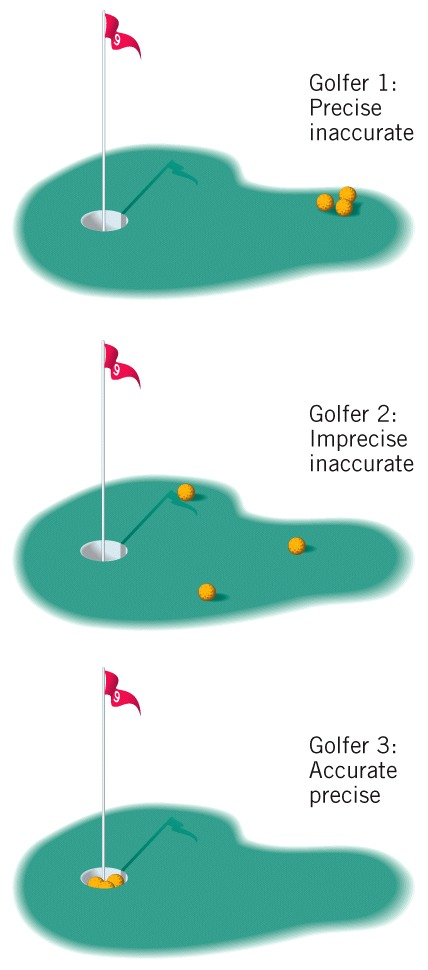 9
Golfer 1:
Precise
inaccurate
9
Golfer 2:
Imprecise
inaccurate
9
Golfer 3:
Accurate
precise